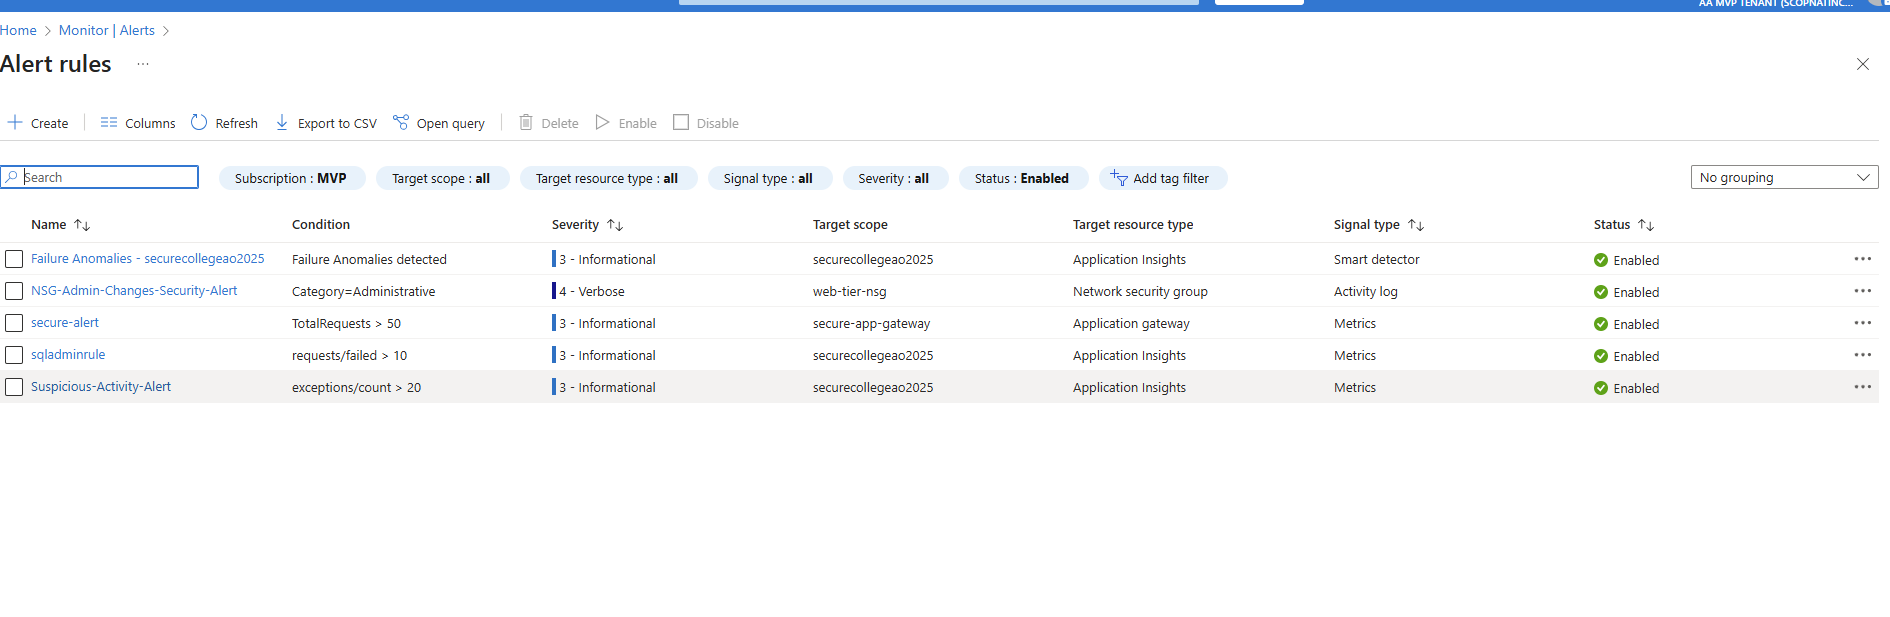 AA MVP TENANT (SCOPNATINC...
Home > Monitor | Alerts >
Alert rules ...
Create Columns Refresh Export to CSV Open query Delete Enable Disable
Search Subscription : MVP Target scope : all Target resource type : all Signal type : all Severity : all Status : Enabled Add tag filter No grouping
Name Condition Severity Target scope Target resource type Signal type Status
Failure Anomalies - securecollegeao2025 Failure Anomalies detected 3 - Informational securecollegeao2025 Application Insights Smart detector Enabled
NSG-Admin-Changes-Security-Alert Category=Administrative 4 - Verbose web-tier-nsg Network security group Activity log Enabled
secure-alert TotalRequests > 50 3 - Informational secure-app-gateway Application gateway Metrics Enabled
sqladminrule requests/failed > 10 3 - Informational securecollegeao2025 Application Insights Metrics Enabled
Suspicious-Activity-Alert exceptions/count > 20 3 - Informational securecollegeao2025 Application Insights Metrics Enabled